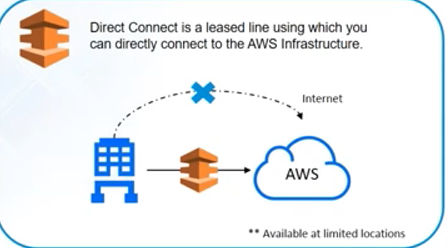 Direct Connect is a leased line using which you
can directly connect to the AWS Infrastructure.
Internet
AWS
** Available at limited locations